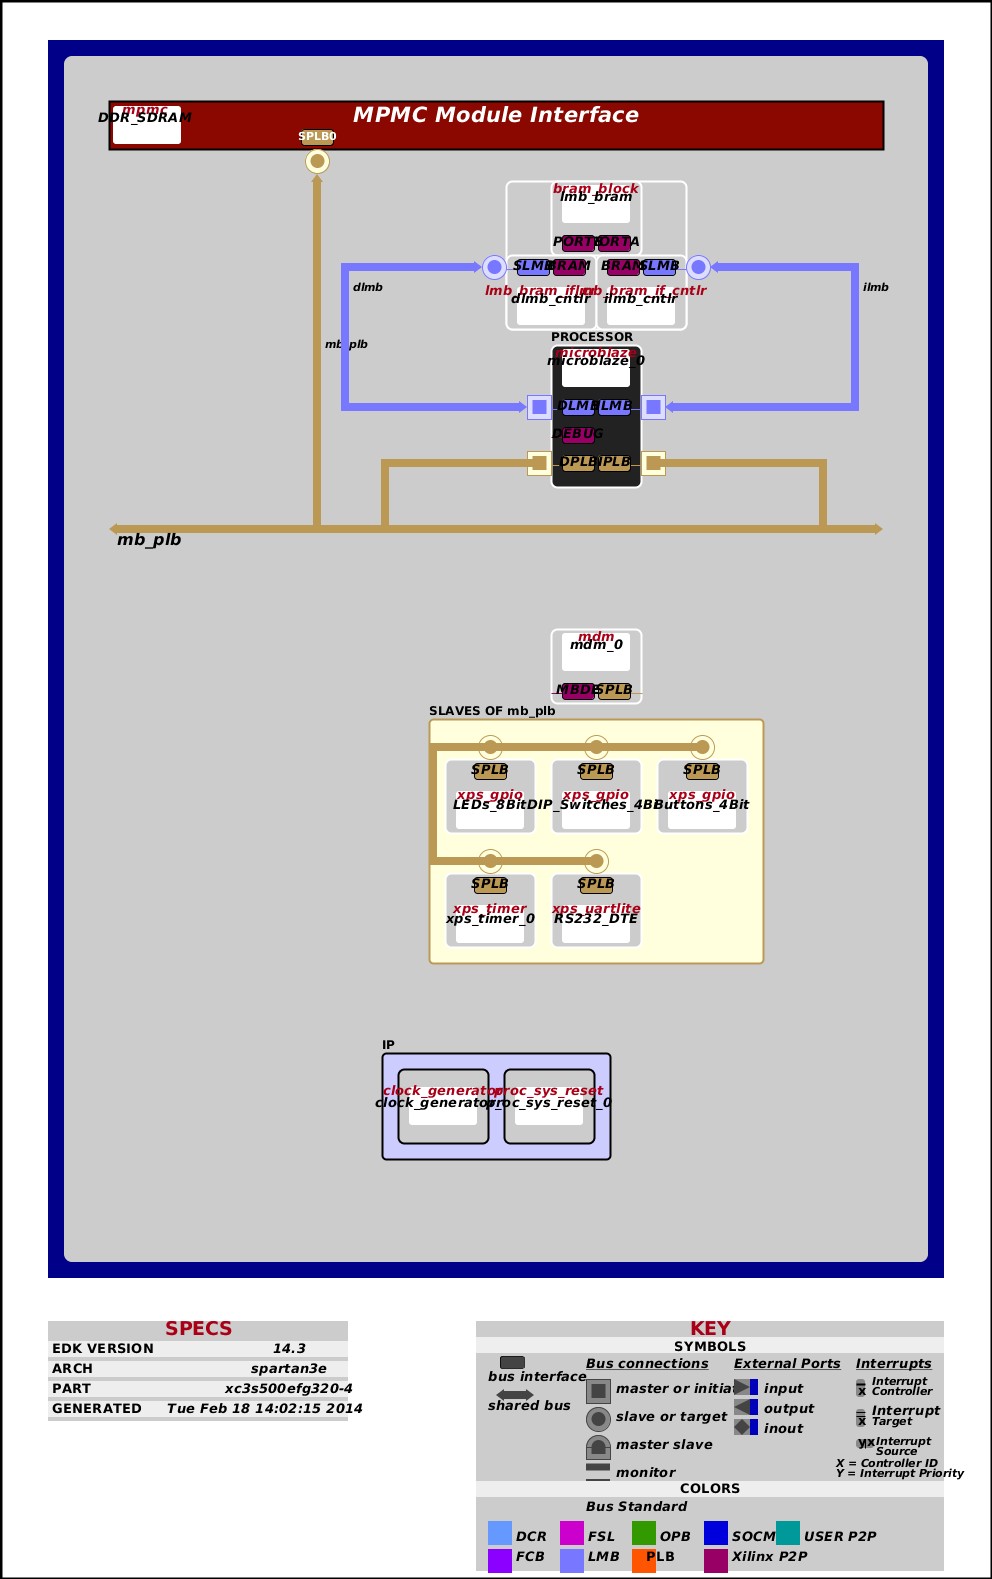 mpmc
DDR_SDRAM
MPMC Module Interface
SPLB0
bram_block
lmb_bram
PORTB PORTA
SLMB BRAM BRAM SLMB
lmb_bram_if_cntlr lmb_bram_if_cntlr
dlmb_cntlr ilmb_cntlr
dlmb
ilmb
PROCESSOR
mb_plb
microblaze
microblaze_0
DLMB ILMB
DEBUG
DPLB IPLB
mb_plb
mdm
mdm_0
MBDE SPLB
SLAVES OF mb_plb
SPLB SPLB SPLB
xps_gpio xps_gpio xps_gpio
LEDs_8Bit DIP_Switches_4Bit Buttons_4Bit
SPLB SPLB
xps_timer xps_uartlite
xps_timer_0 RS232_DTE
IP
clock_generator proc_sys_reset
clock_generator_ proc_sys_reset_0
SPECS
EDK VERSION 14.3
ARCH spartan3e
PART xc3s500efg320-4
GENERATED Tue Feb 18 14:02:15 2014
KEY
SYMBOLS
Bus connections External Ports Interrupts
bus interface
shared bus
master or initiat
slave or target
master slave
monitor
input
output
inout
x
Interrupt
Controller
x
Interrupt
Target
yx
Interrupt
Source
X = Controller ID
Y = Interrupt Priority
COLORS
Bus Standard
DCR FSL OPB SOCM USER P2P
FCB LMB PLB Xilinx P2P